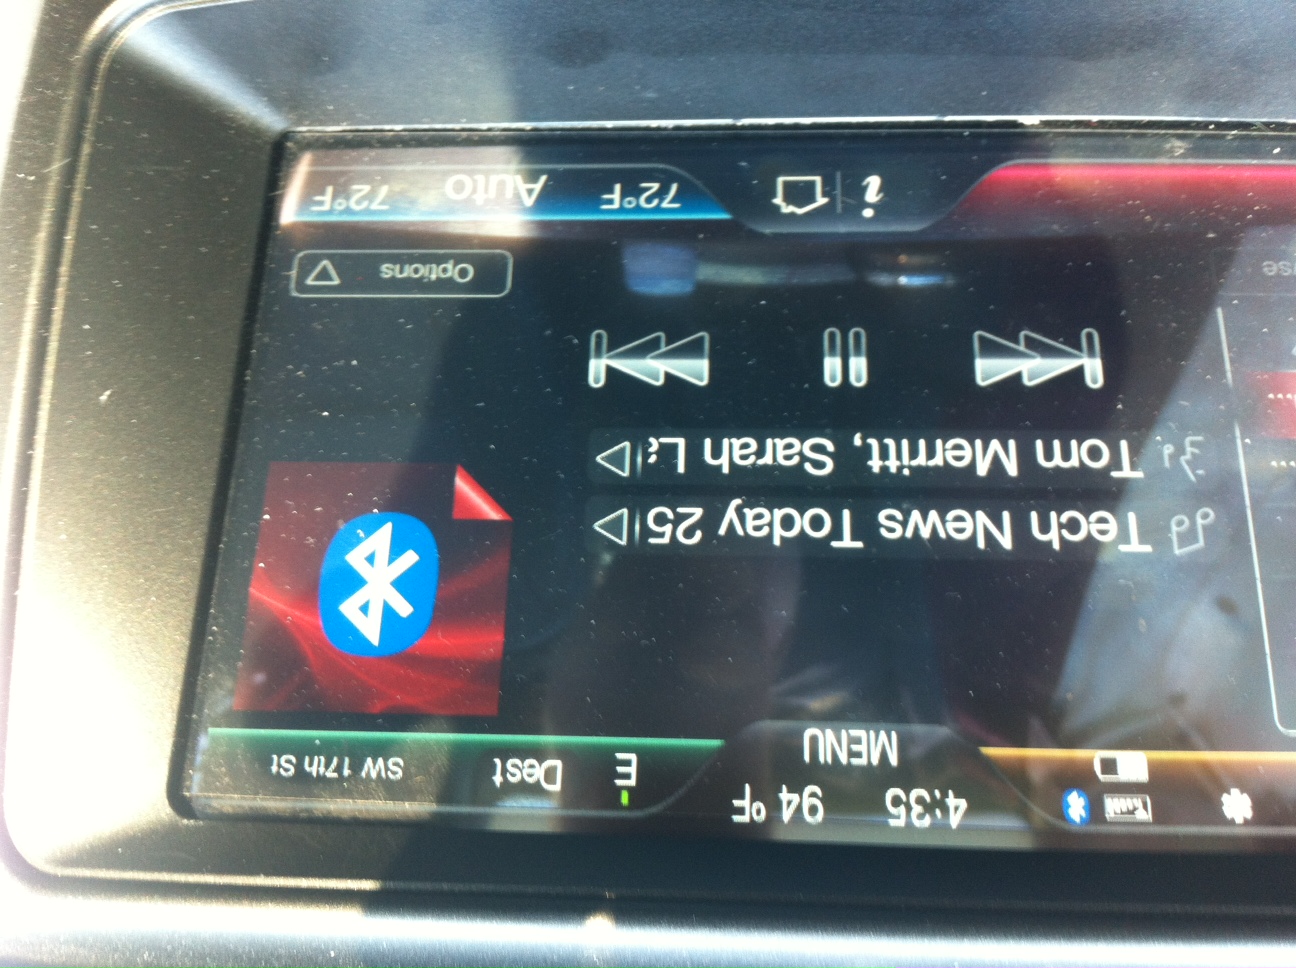 4:35 94 °F
MENU
E Dest SW 17th St
Tech News Today 25
Tom Merritt, Sarah L
Options
i
72°F Auto 72°F